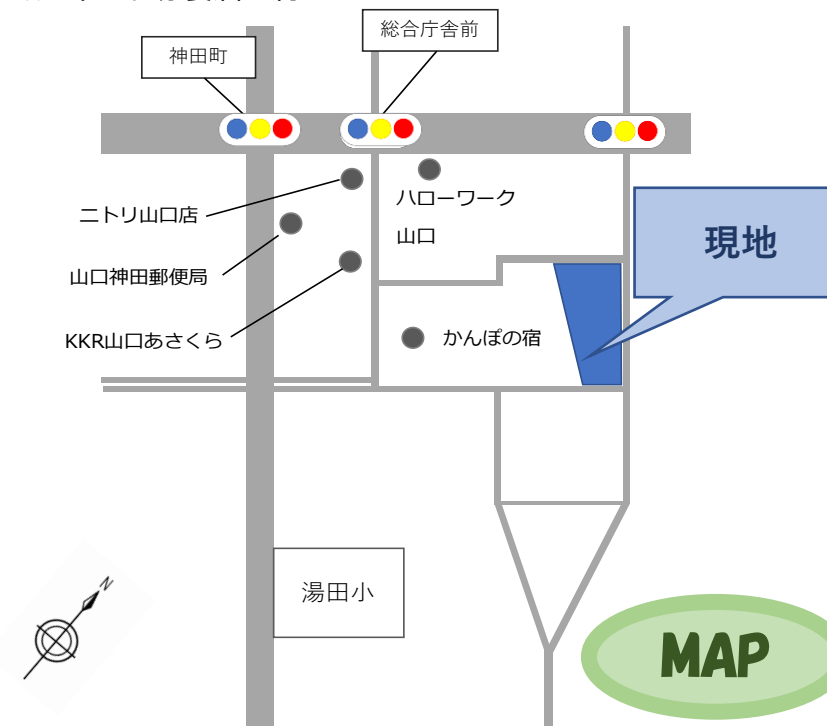 総合庁舎前
神田町
ニトリ山口店
ハローワーク
山口
山口神田郵便局
現地
KKR山口あさくら
かんぽの宿
湯田小
N
MAP